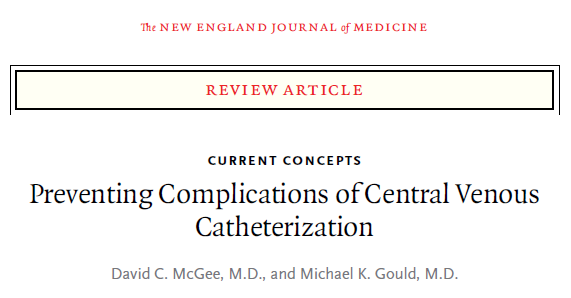 The NEW ENGLAND JOURNAL of MEDICINE
REVIEW ARTICLE
CURRENT CONCEPTS
Preventing Complications of Central Venous
Catheterization
David C. McGee, M.D., and Michael K. Gould, M.D.